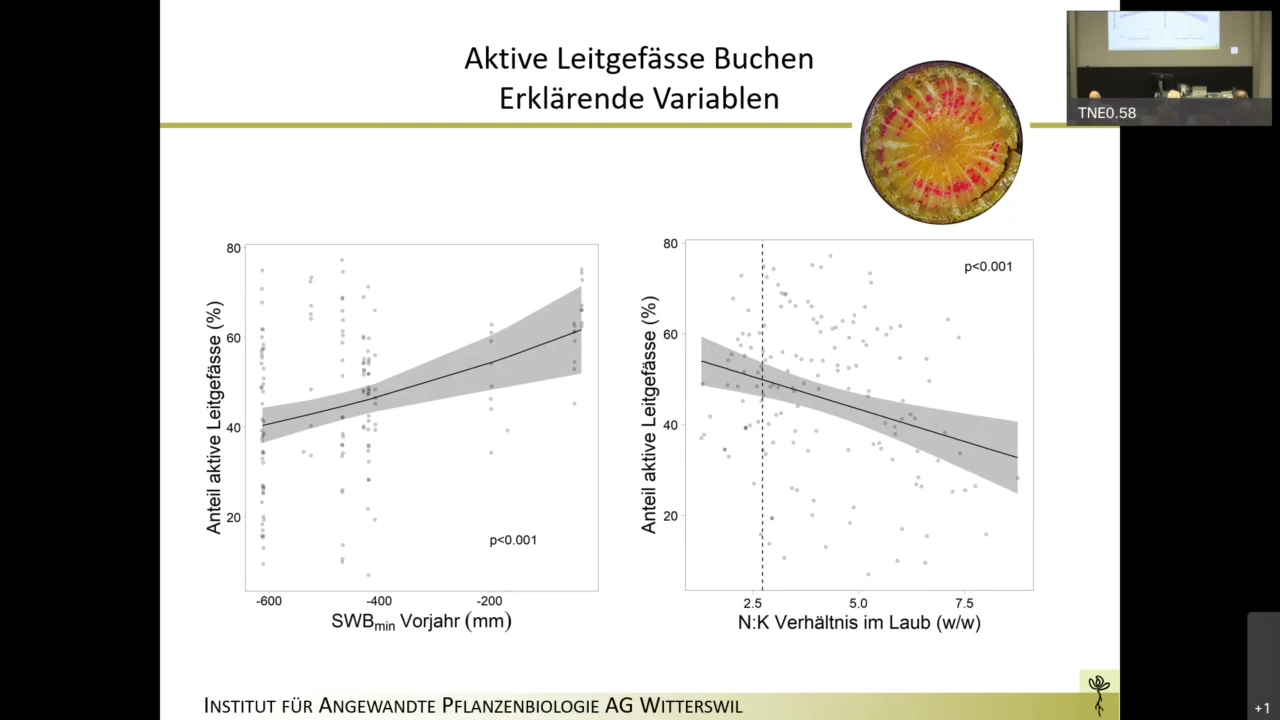 Aktive Leitgefässe Buchen
Erklärende Variablen
TNE0.58
80
60
40
20
Anteil aktive Leitgefässe (%)
p<0.001
-600
-400
-200
SWBmin Vorjahr (mm)
80
60
40
20
Anteil aktive Leitgefässe (%)
p<0.001
2.5
5.0
7.5
N:K Verhältnis im Laub (w/w)
INSTITUT FÜR ANGEWANDTE PFLANZENBIOLOGIE AG WITTERSWIL
+1